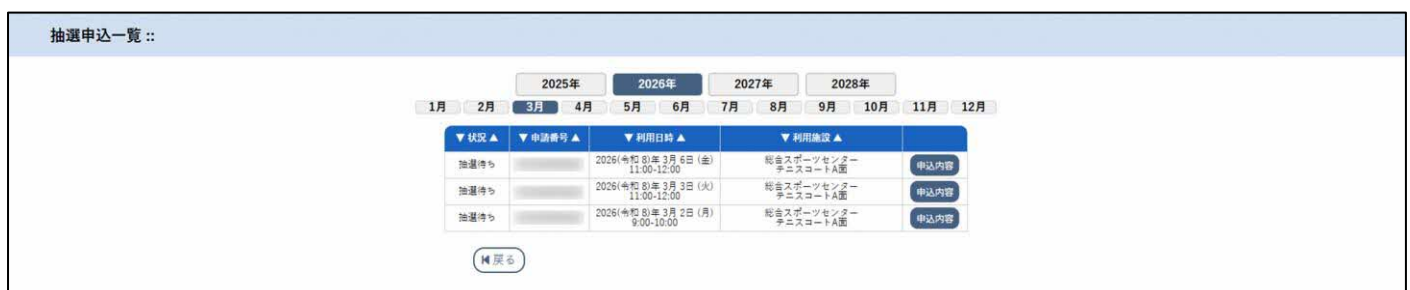 抽選申込一覧 ::
2025年 2026年 2027年 2028年
1月 2月 3月 4月 5月 6月 7月 8月 9月 10月 11月 12月
▼ 状況 ▲ ▼ 申請番号 ▲ ▼ 利用日時 ▲ ▼ 利用施設 ▲
抽選待ち 2026(令和 8)年 3月 6日 (金) 総合スポーツセンター 申込内容
11:00-12:00 テニスコートA面
抽選待ち 2026(令和 8)年 3月 3日 (火) 総合スポーツセンター 申込内容
11:00-12:00 テニスコートA面
抽選待ち 2026(令和 8)年 3月 2日 (月) 総合スポーツセンター 申込内容
9:00-10:00 テニスコートA面
戻る